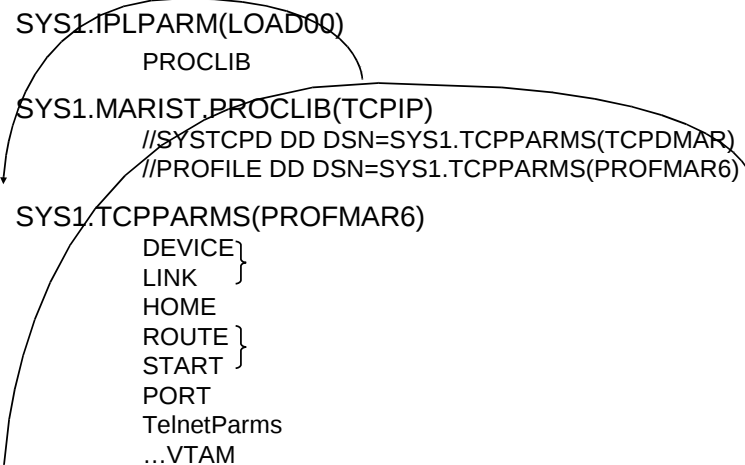 SYS1.IPLPARM(LOAD00)
PROCLIB
SYS1.MARIST.PROCLIB(TCPIP)
//SYSTCPD DD DSN=SYS1.TCPPARMS(TCPDMAR)
//PROFILE DD DSN=SYS1.TCPPARMS(PROFMAR6)
SYS1.TCPPARMS(PROFMAR6)
DEVICE
LINK
HOME
ROUTE
START
PORT
TelnetParms
…VTAM